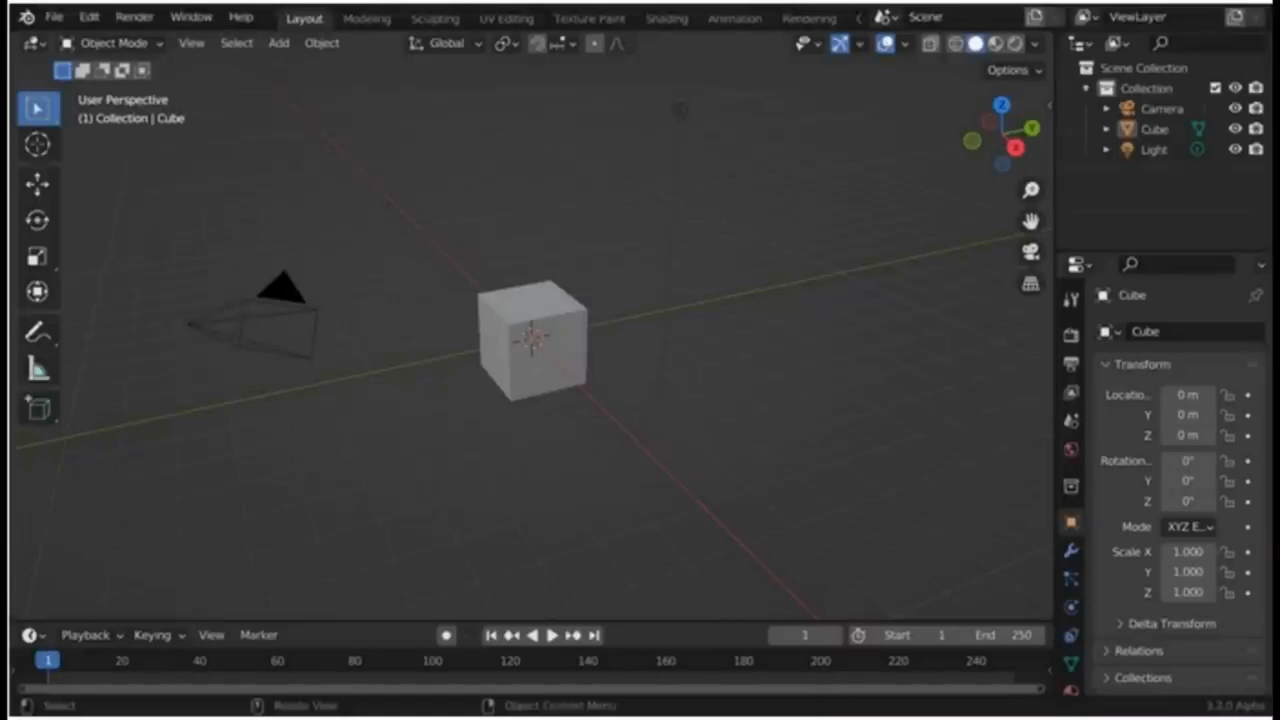 File Edit Render Window Help Layout Modeling Sculpting UV Editing Texture Paint Shading Animation Rendering Scene ViewLayer
Object Mode View Select Add Object Global
Options
User Perspective
(1) Collection | Cube
Z
Y
X
Scene Collection
Collection
Camera
Cube
Light
Cube
Cube
Transform
Locatio.. 0 m
Y 0 m
Z 0 m
Rotation.. 0°
Y 0°
Z 0°
Mode XYZ E..
Scale X 1.000
Y 1.000
Z 1.000
Delta Transform
Relations
Collections
Playback Keying View Marker 1 Start 1 End 250
1 20 40 60 80 100 120 140 160 180 200 220 240
Select Rotate View Object Context Menu 3.3.0 Alpha